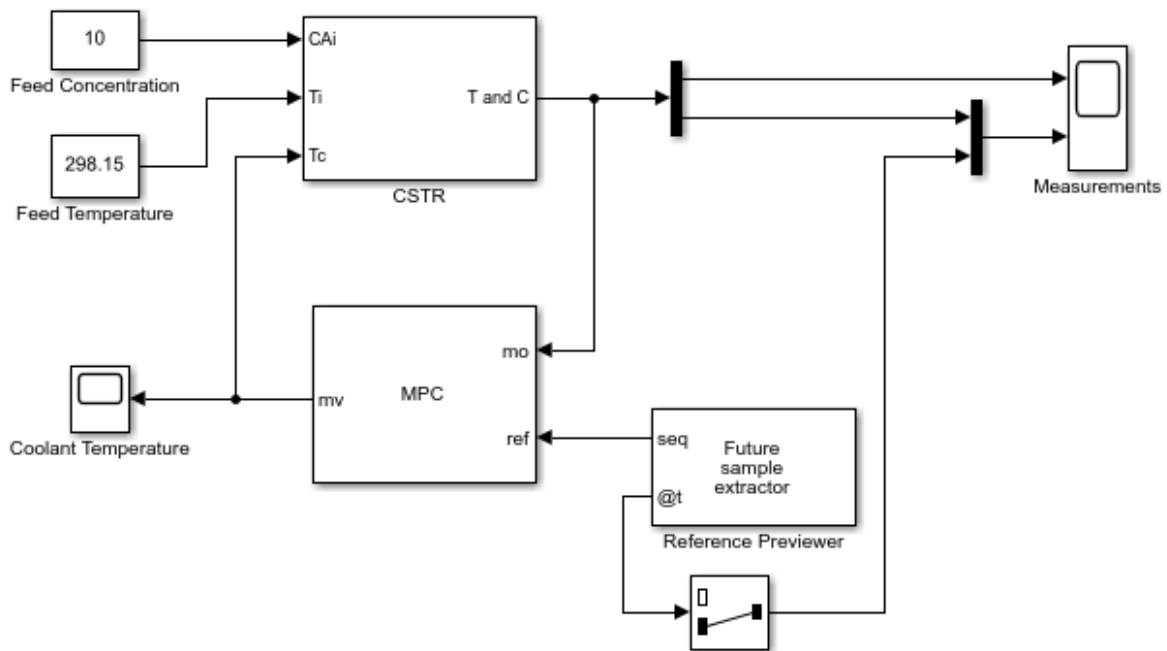 10
Feed Concentration
298.15
Feed Temperature
CAi
Ti
Tc
T and C
CSTR
Measurements
mo
MPC
mv
ref
Coolant Temperature
seq
Future
sample
extractor
@t
Reference Previewer